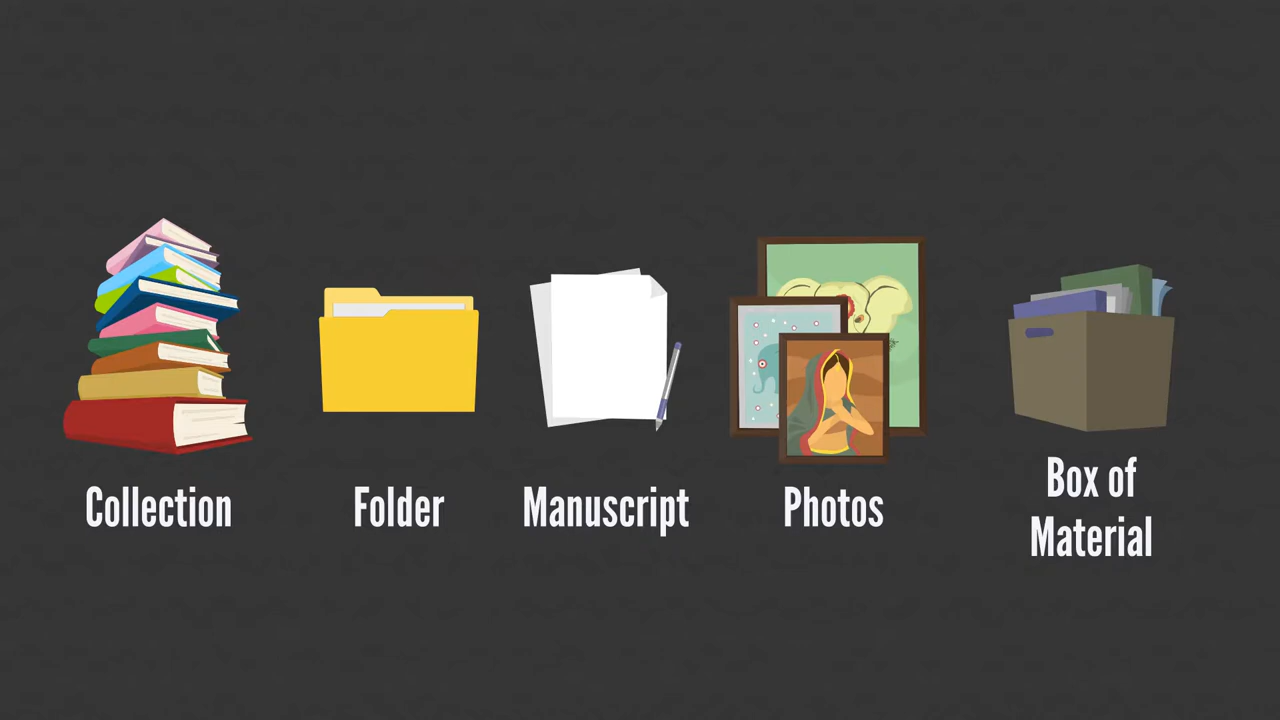 Collection
Folder
Manuscript
Photos
Box of
Material